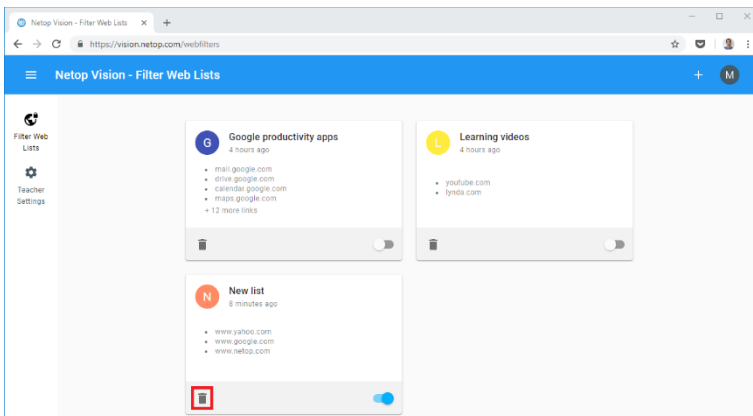 Netop Vision - Filter Web Lists
https://vision.netop.com/webfilters
Netop Vision - Filter Web Lists
M
Filter Web
Lists
Teacher
Settings
G
Google productivity apps
4 hours ago
mail.google.com
drive.google.com
calendar.google.com
maps.google.com
+ 12 more links
L
Learning videos
4 hours ago
youtube.com
lynda.com
N
New list
8 minutes ago
www.yahoo.com
www.google.com
www.netop.com